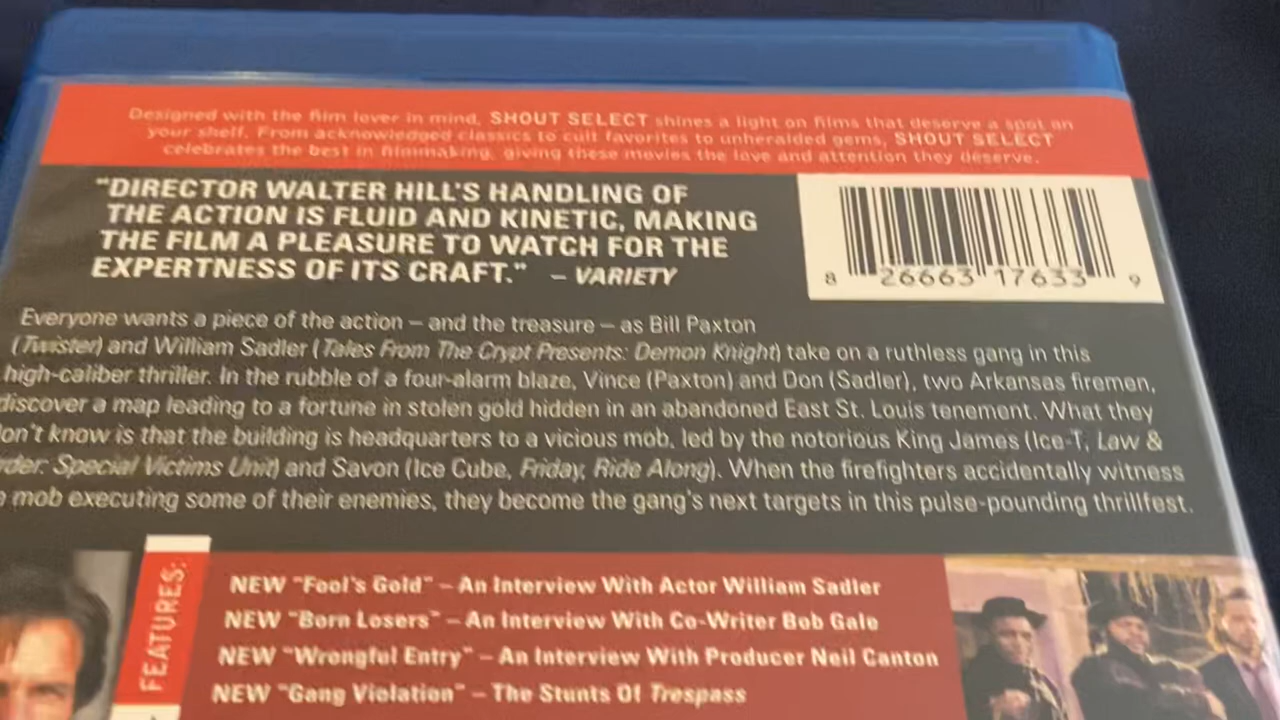 Designed with the film lover in mind, SHOUT SELECT shines a light on films that deserve a spot on
your shelf. From acknowledged classics to cult favorites to unheralded gems, SHOUT SELECT
celebrates the best in filmmaking, giving these movies the love and attention they deserve.
"DIRECTOR WALTER HILL'S HANDLING OF
THE ACTION IS FLUID AND KINETIC, MAKING
THE FILM A PLEASURE TO WATCH FOR THE
EXPERTNESS OF ITS CRAFT." – VARIETY
8 26663 17633 9
Everyone wants a piece of the action – and the treasure – as Bill Paxton
(Twister) and William Sadler (Tales From The Crypt Presents: Demon Knight) take on a ruthless gang in this
high-caliber thriller. In the rubble of a four-alarm blaze, Vince (Paxton) and Don (Sadler), two Arkansas firemen,
discover a map leading to a fortune in stolen gold hidden in an abandoned East St. Louis tenement. What they
on't know is that the building is headquarters to a vicious mob, led by the notorious King James (Ice-T, Law &
rder: Special Victims Unit) and Savon (Ice Cube, Friday, Ride Along). When the firefighters accidentally witness
mob executing some of their enemies, they become the gang's next targets in this pulse-pounding thrillfest.
FEATURES:
NEW "Fool's Gold" – An Interview With Actor William Sadler
NEW "Born Losers" – An Interview With Co-Writer Bob Gale
NEW "Wrongful Entry" – An Interview With Producer Neil Canton
NEW "Gang Violation" – The Stunts Of Trespass